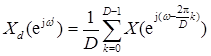 X_d(e^{jω}) = \frac{1}{D} \sum_{k=0}^{D-1} X(e^{j(ω-\frac{2π}{D}k)})